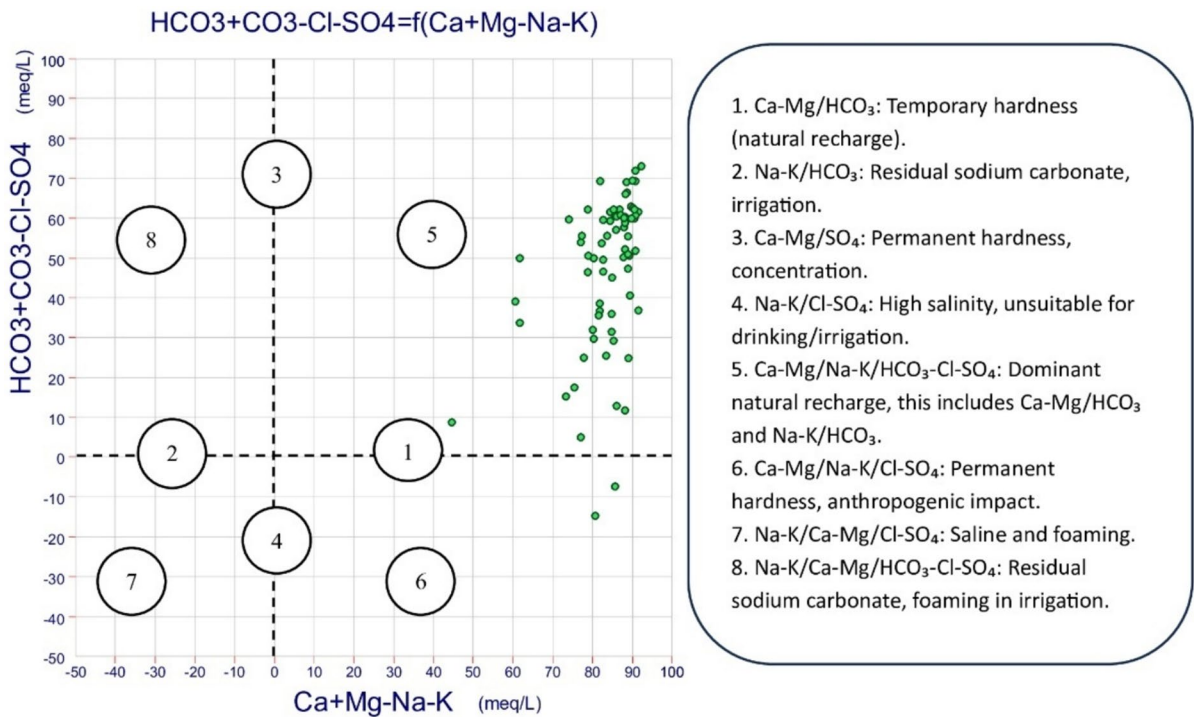 HCO3+CO3-Cl-SO4=f(Ca+Mg-Na-K)
HCO3+CO3-Cl-SO4 (meq/L)
100
90
80
70
60
50
40
30
20
10
0
-10
-20
-30
-40
-50
3
8
5
2
1
4
7
6
-50 -40 -30 -20 -10 0 10 20 30 40 50 60 70 80 90 100
Ca+Mg-Na-K (meq/L)
1. Ca-Mg/HCO₃: Temporary hardness
(natural recharge).
2. Na-K/HCO₃: Residual sodium carbonate,
irrigation.
3. Ca-Mg/SO₄: Permanent hardness,
concentration.
4. Na-K/Cl-SO₄: High salinity, unsuitable for
drinking/irrigation.
5. Ca-Mg/Na-K/HCO₃-Cl-SO₄: Dominant
natural recharge, this includes Ca-Mg/HCO₃
and Na-K/HCO₃.
6. Ca-Mg/Na-K/Cl-SO₄: Permanent
hardness, anthropogenic impact.
7. Na-K/Ca-Mg/Cl-SO₄: Saline and foaming.
8. Na-K/Ca-Mg/HCO₃-Cl-SO₄: Residual
sodium carbonate, foaming in irrigation.